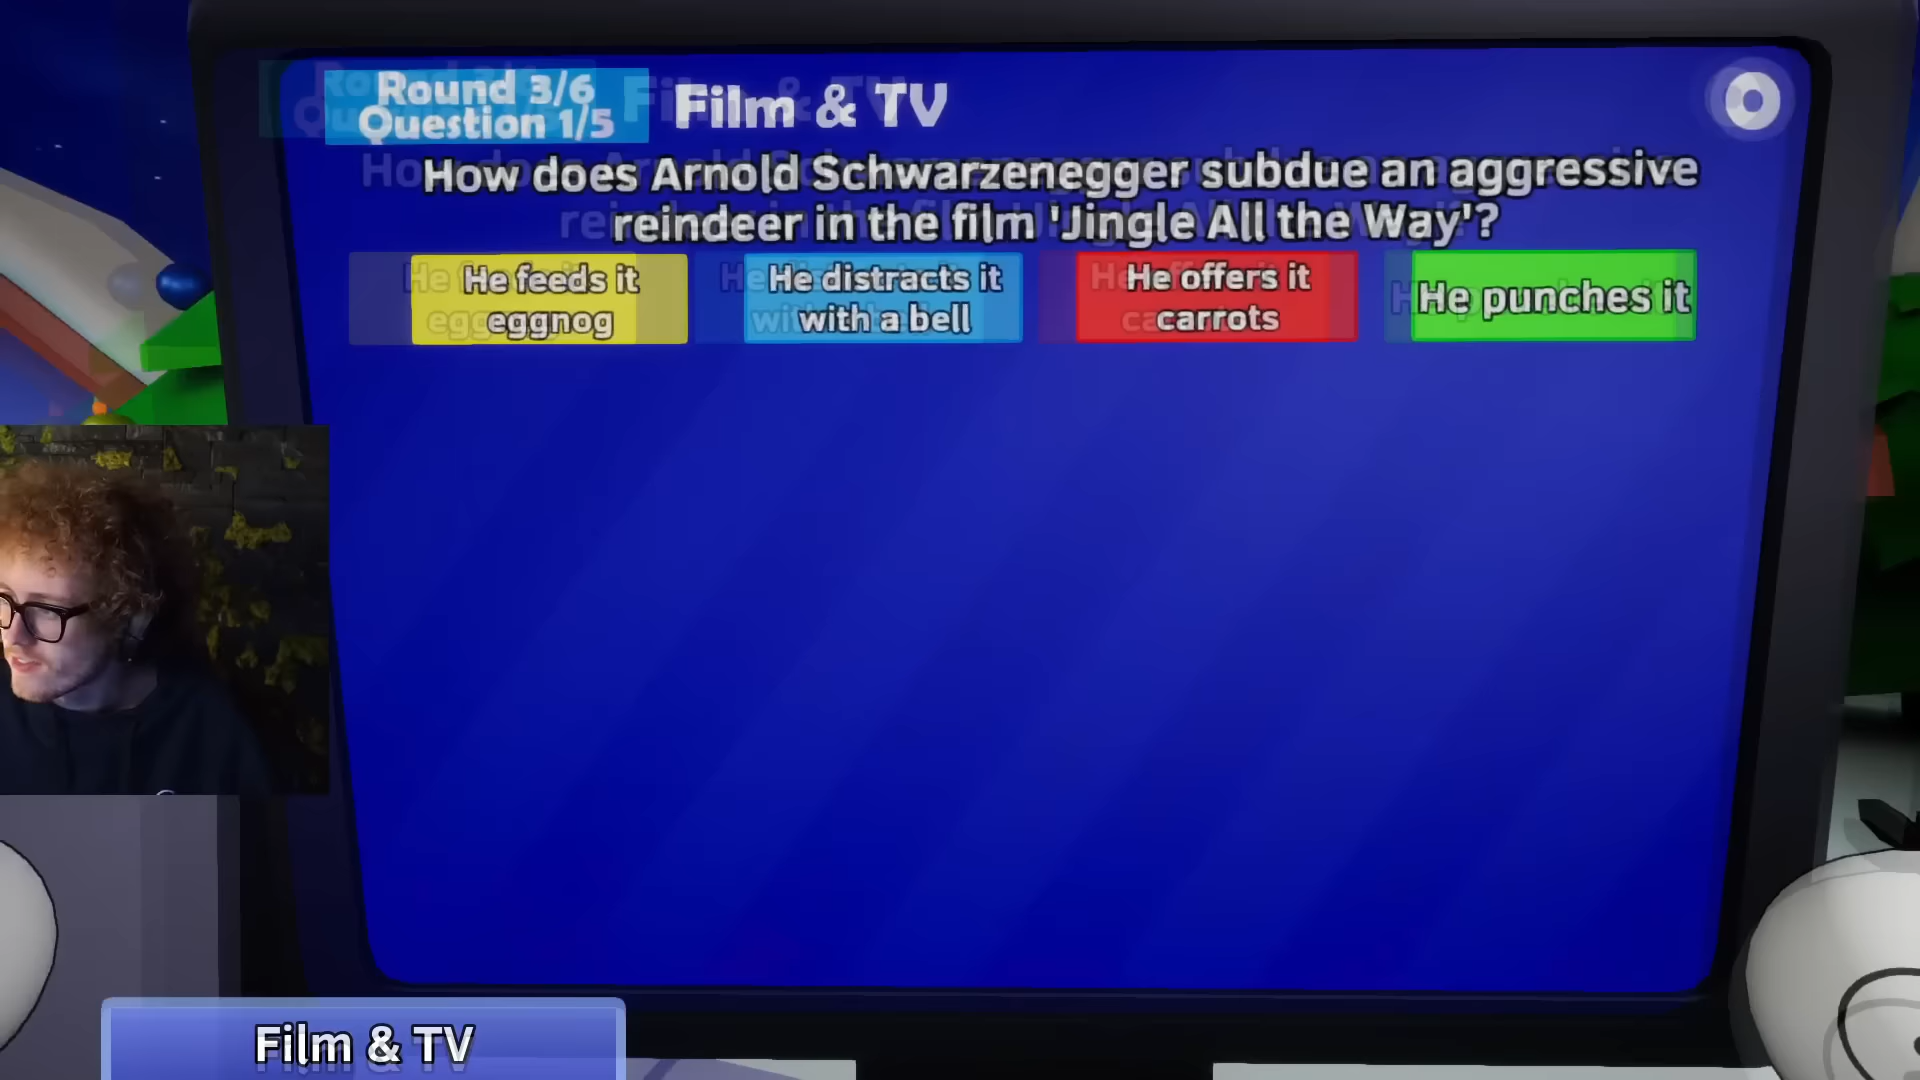 Round 3/6
Question 1/5
Film & TV
How does Arnold Schwarzenegger subdue an aggressive
reindeer in the film 'Jingle All the Way'?
He feeds it
eggnog
He distracts it
with a bell
He offers it
carrots
He punches it
Film & TV